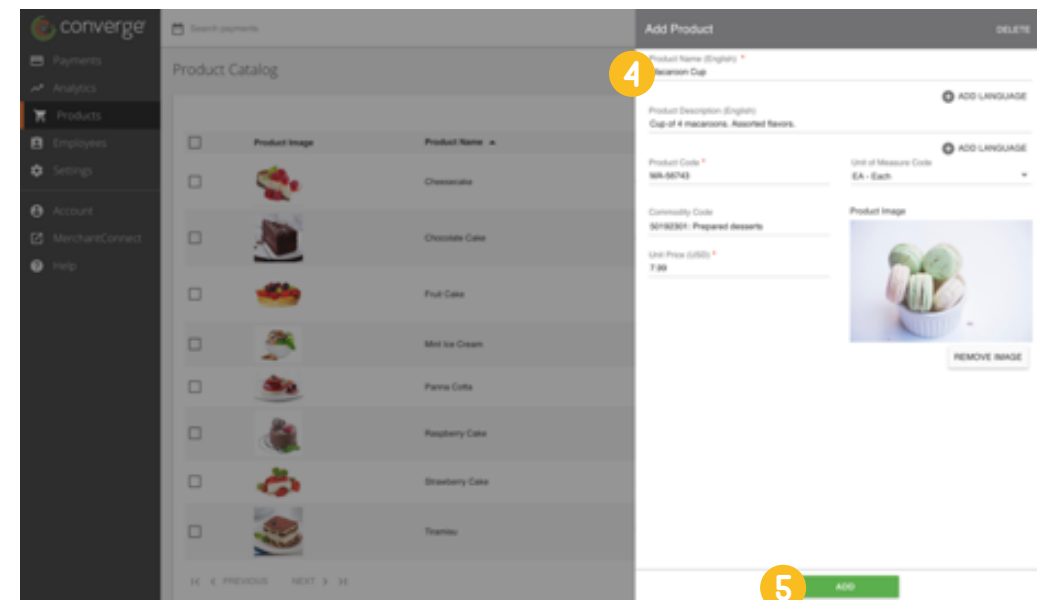 converge
Search payments
Add Product
DELETE
Payments
Analytics
Products
Employees
Settings
Account
MerchantConnect
Help
Product Catalog
Product Image
Product Name
Cheesecake
Chocolate Cake
Fruit Cake
Mint Ice Cream
Panna Cotta
Raspberry Cake
Strawberry Cake
Tiramisu
PREVIOUS
NEXT
4
Product Name (English) *
Macaroon Cup
ADD LANGUAGE
Product Description (English)
Cup of 4 macaroons. Assorted flavors.
ADD LANGUAGE
Product Code *
Unit of Measure Code
MA-56743
EA - Each
Commodity Code
Product Image
50192301: Prepared desserts
Unit Price (USD) *
7.99
REMOVE IMAGE
5
ADD